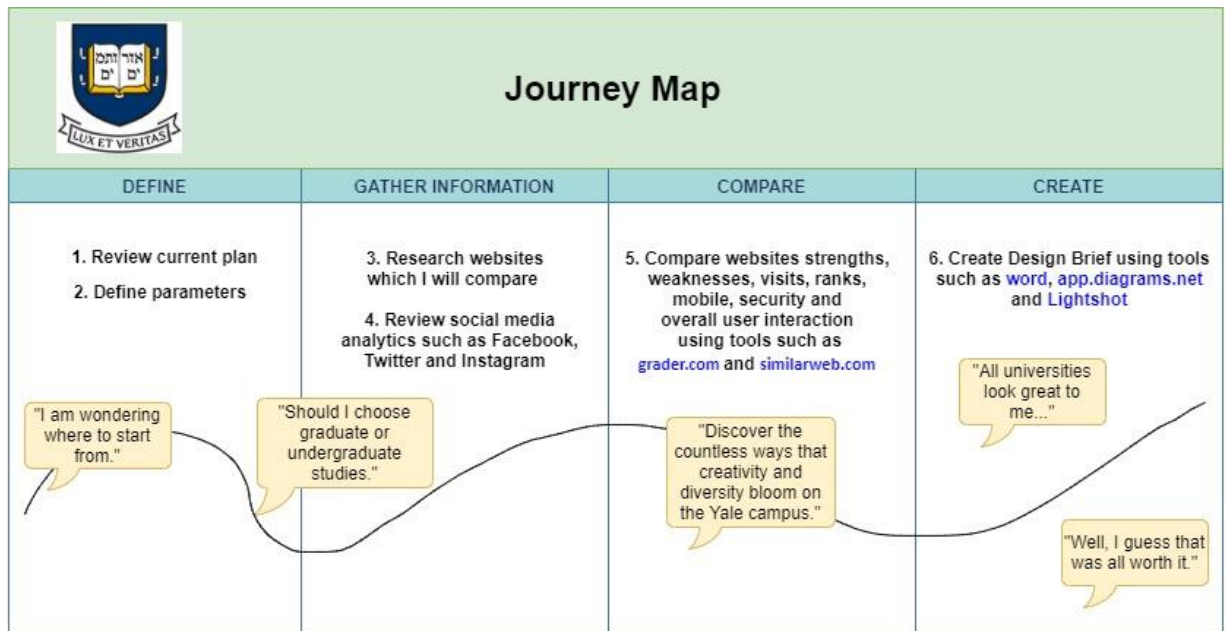 אורים
ותמים
LUX ET VERITAS
Journey Map
DEFINE
GATHER INFORMATION
COMPARE
CREATE
1. Review current plan
2. Define parameters
3. Research websites
which I will compare
4. Review social media
analytics such as Facebook,
Twitter and Instagram
5. Compare websites strengths,
weaknesses, visits, ranks,
mobile, security and
overall user interaction
using tools such as
grader.com and similarweb.com
6. Create Design Brief using tools
such as word, app.diagrams.net
and Lightshot
"I am wondering
where to start
from."
"Should I choose
graduate or
undergraduate
studies."
"Discover the
countless ways that
creativity and
diversity bloom on
the Yale campus."
"All universities
look great to
me..."
"Well, I guess that
was all worth it."